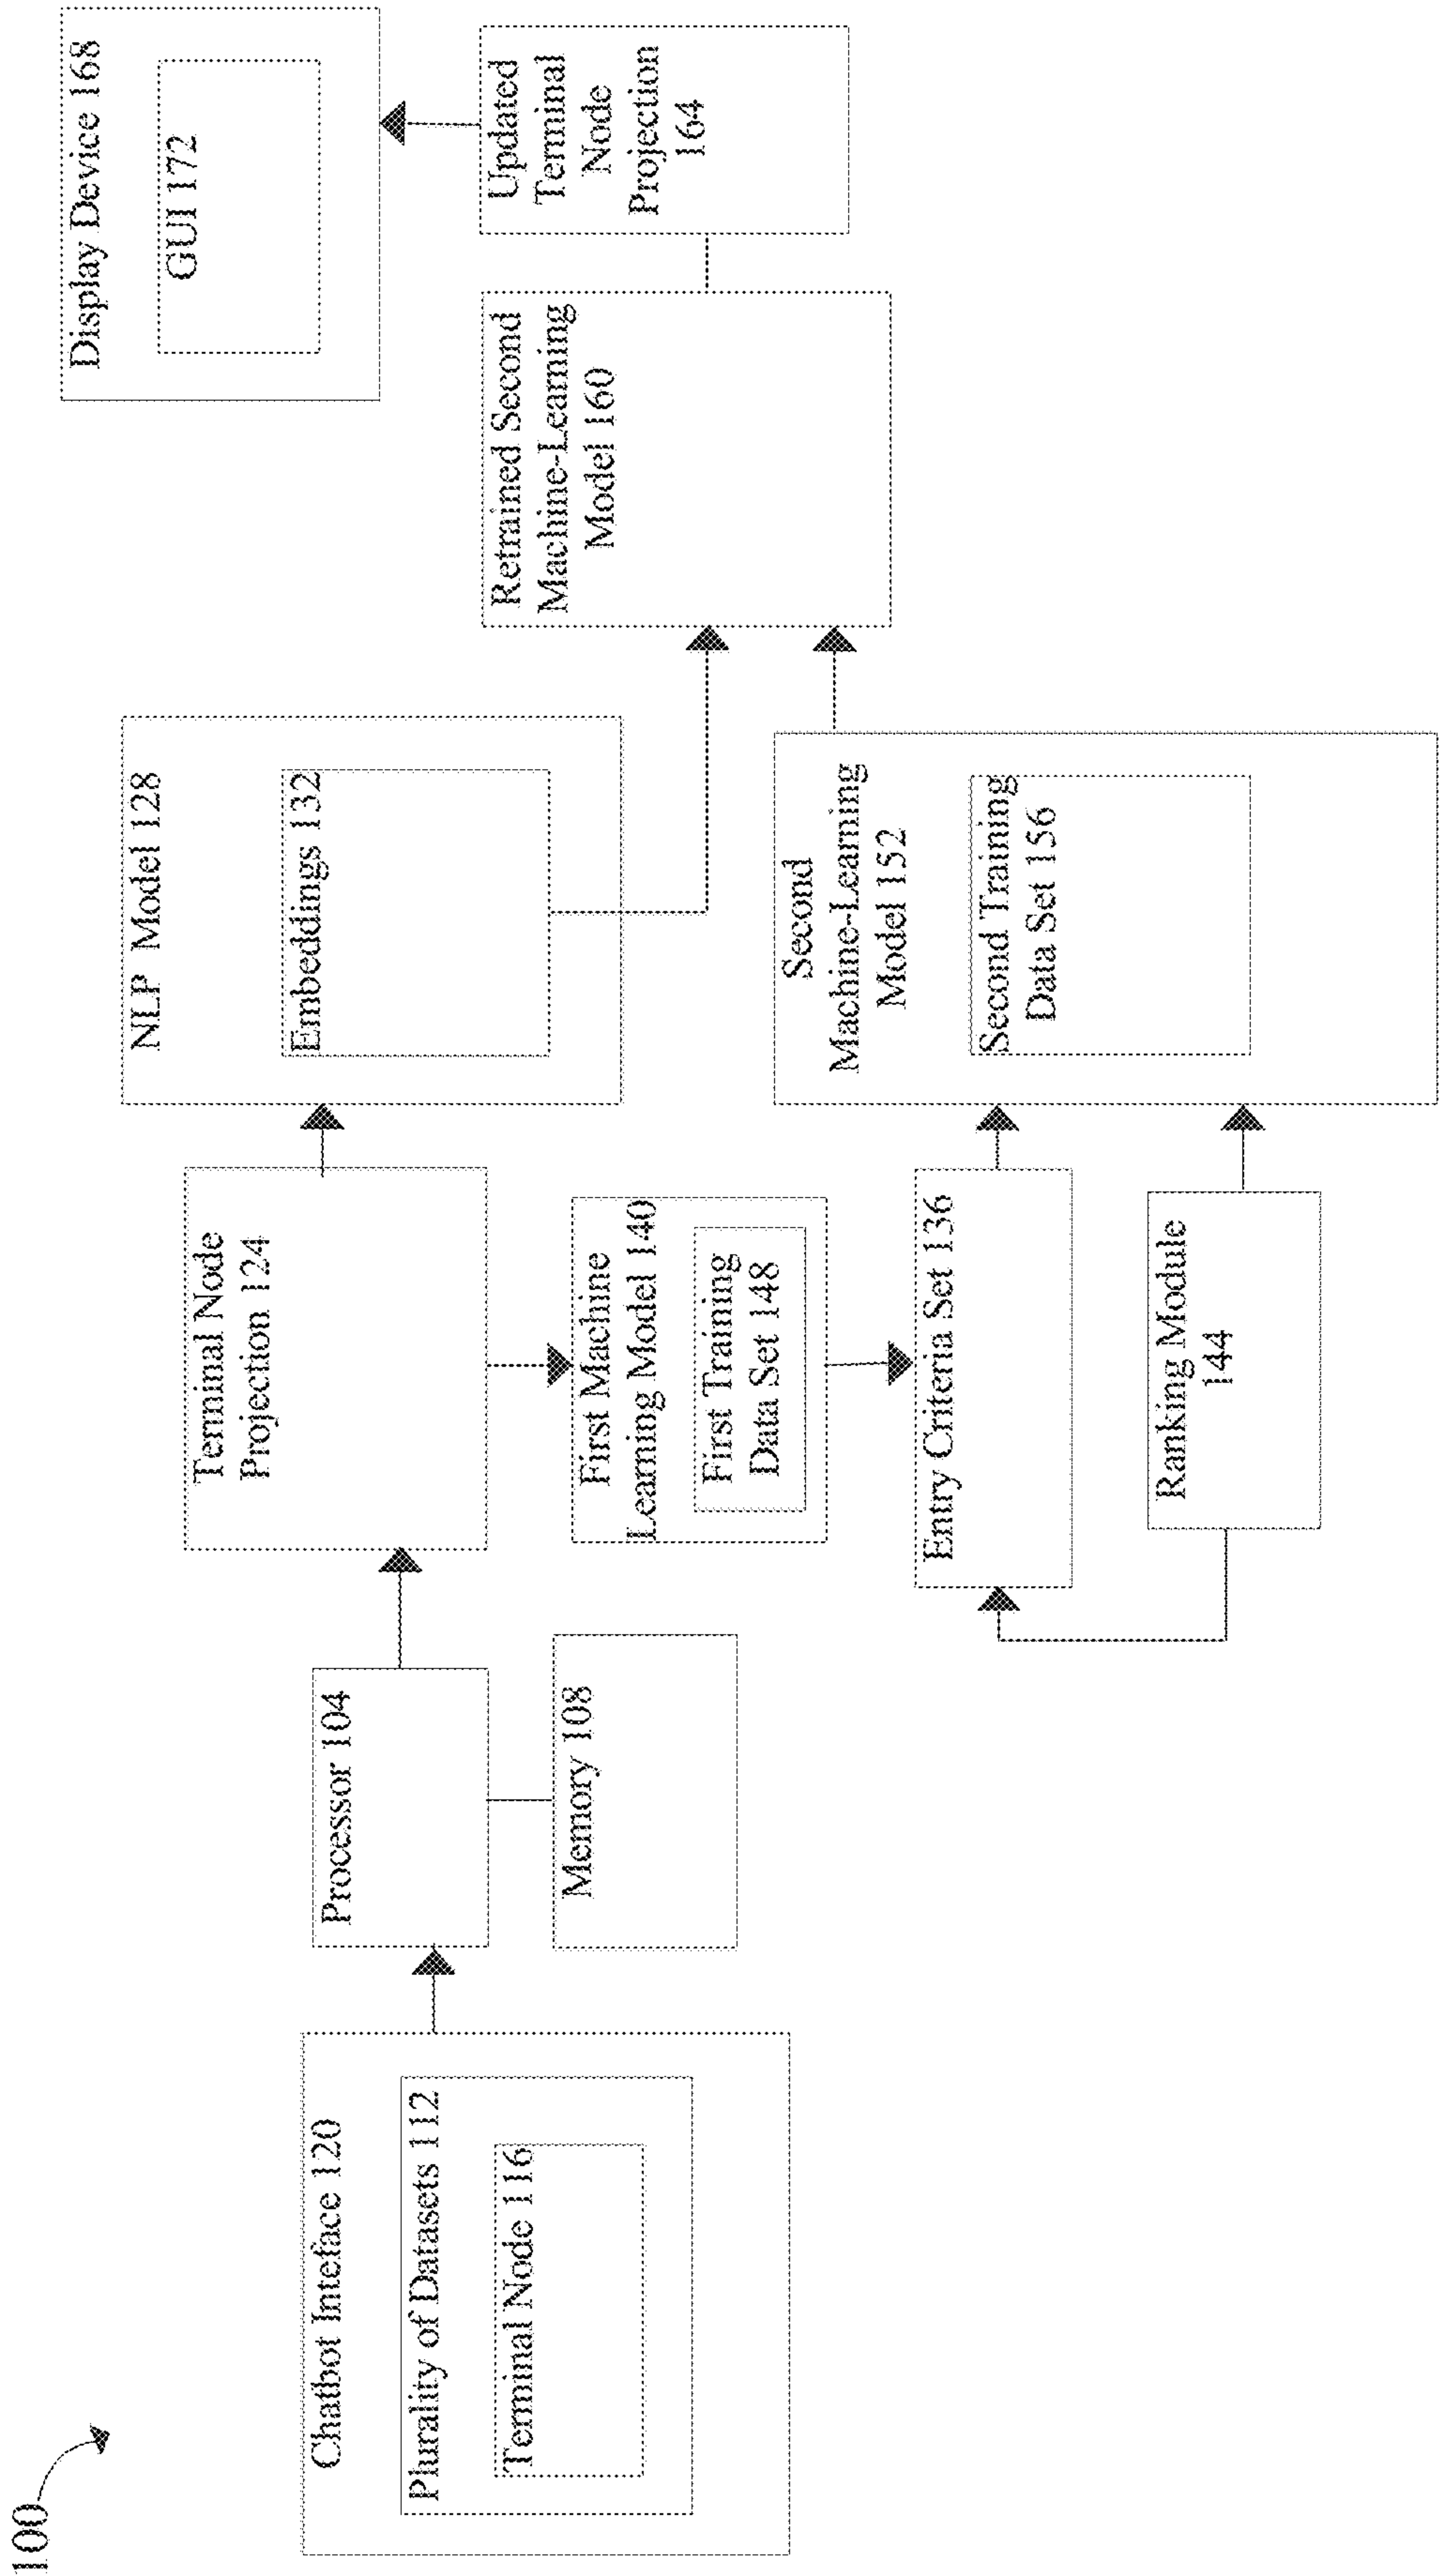 100
Chatbot Inteface 120
Plurality of Datasets 112
Terminal Node 116
Processor 104
Memory 108
Terminal Node
Projection 124
First Machine
Learning Model 140
First Training
Data Set 148
Entry Criteria Set 136
Ranking Module
144
NLP Model 128
Embeddings 132
Second
Machine-Learning
Model 152
Second Training
Data Set 156
Retrained Second
Machine-Learning
Model 160
Updated
Terminal
Node
Projection
164
Display Device 168
GUI 172